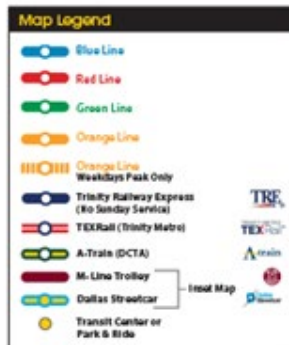 Map Legend
Blue Line
Red Line
Green Line
Orange Line
Orange Line
Weekdays Peak Only
Trinity Railway Express
(No Sunday Service)
TRE
TEXRail (Trinity Metro)
TEXRail
A-Train (DCTA)
A train
M-Line Trolley
Inset Map
Dallas Streetcar
Transit Center or
Park & Ride